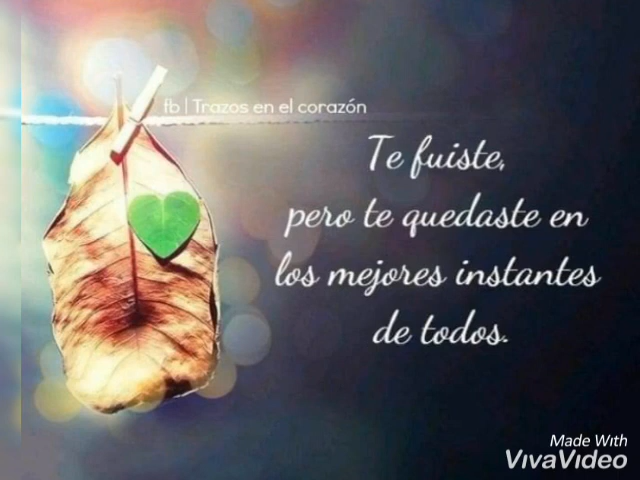 fb | Trazos en el corazón
Te fuiste,
pero te quedaste en
los mejores instantes
de todos.
Made With
VivaVideo